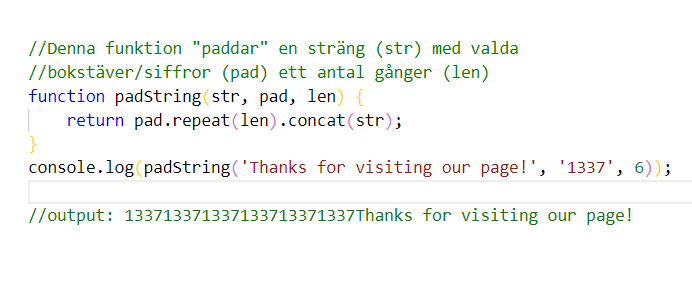 //Denna funktion "paddar" en sträng (str) med valda
//bokstäver/siffror (pad) ett antal gånger (len)
function padString(str, pad, len) {
    return pad.repeat(len).concat(str);
}
console.log(padString('Thanks for visiting our page!', '1337', 6));
//output: 133713371337133713371337Thanks for visiting our page!